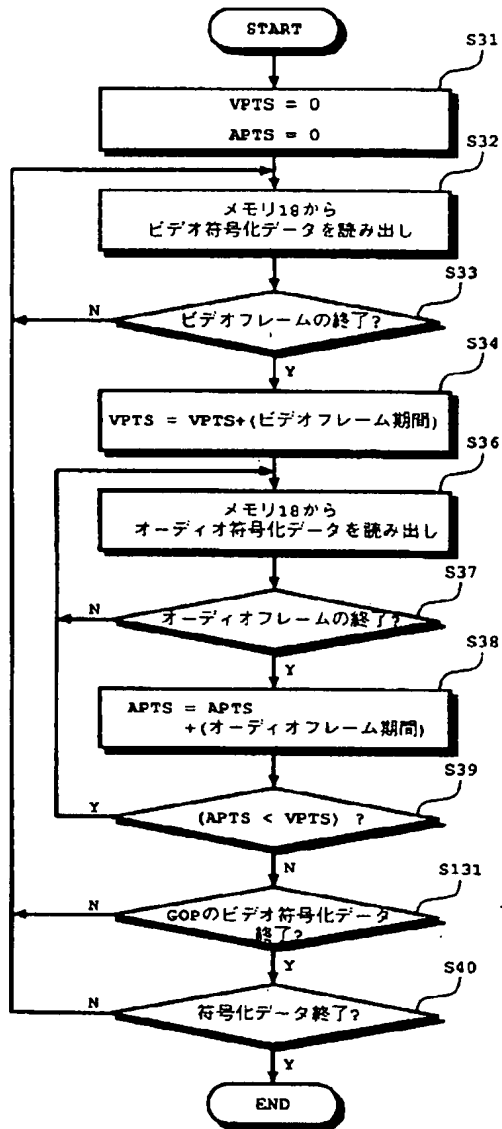 START
S31
VPTS = 0
APTS = 0
S32
メモリ18から
ビデオ符号化データを読み出し
S33
ビデオフレームの終了?
N
Y
S34
VPTS = VPTS+(ビデオフレーム期間)
S36
メモリ18から
オーディオ符号化データを読み出し
S37
オーディオフレームの終了?
N
Y
S38
APTS = APTS
+(オーディオフレーム期間)
S39
(APTS < VPTS) ?
Y
N
S131
GOPのビデオ符号化データ
終了?
N
Y
S40
符号化データ終了?
N
Y
END